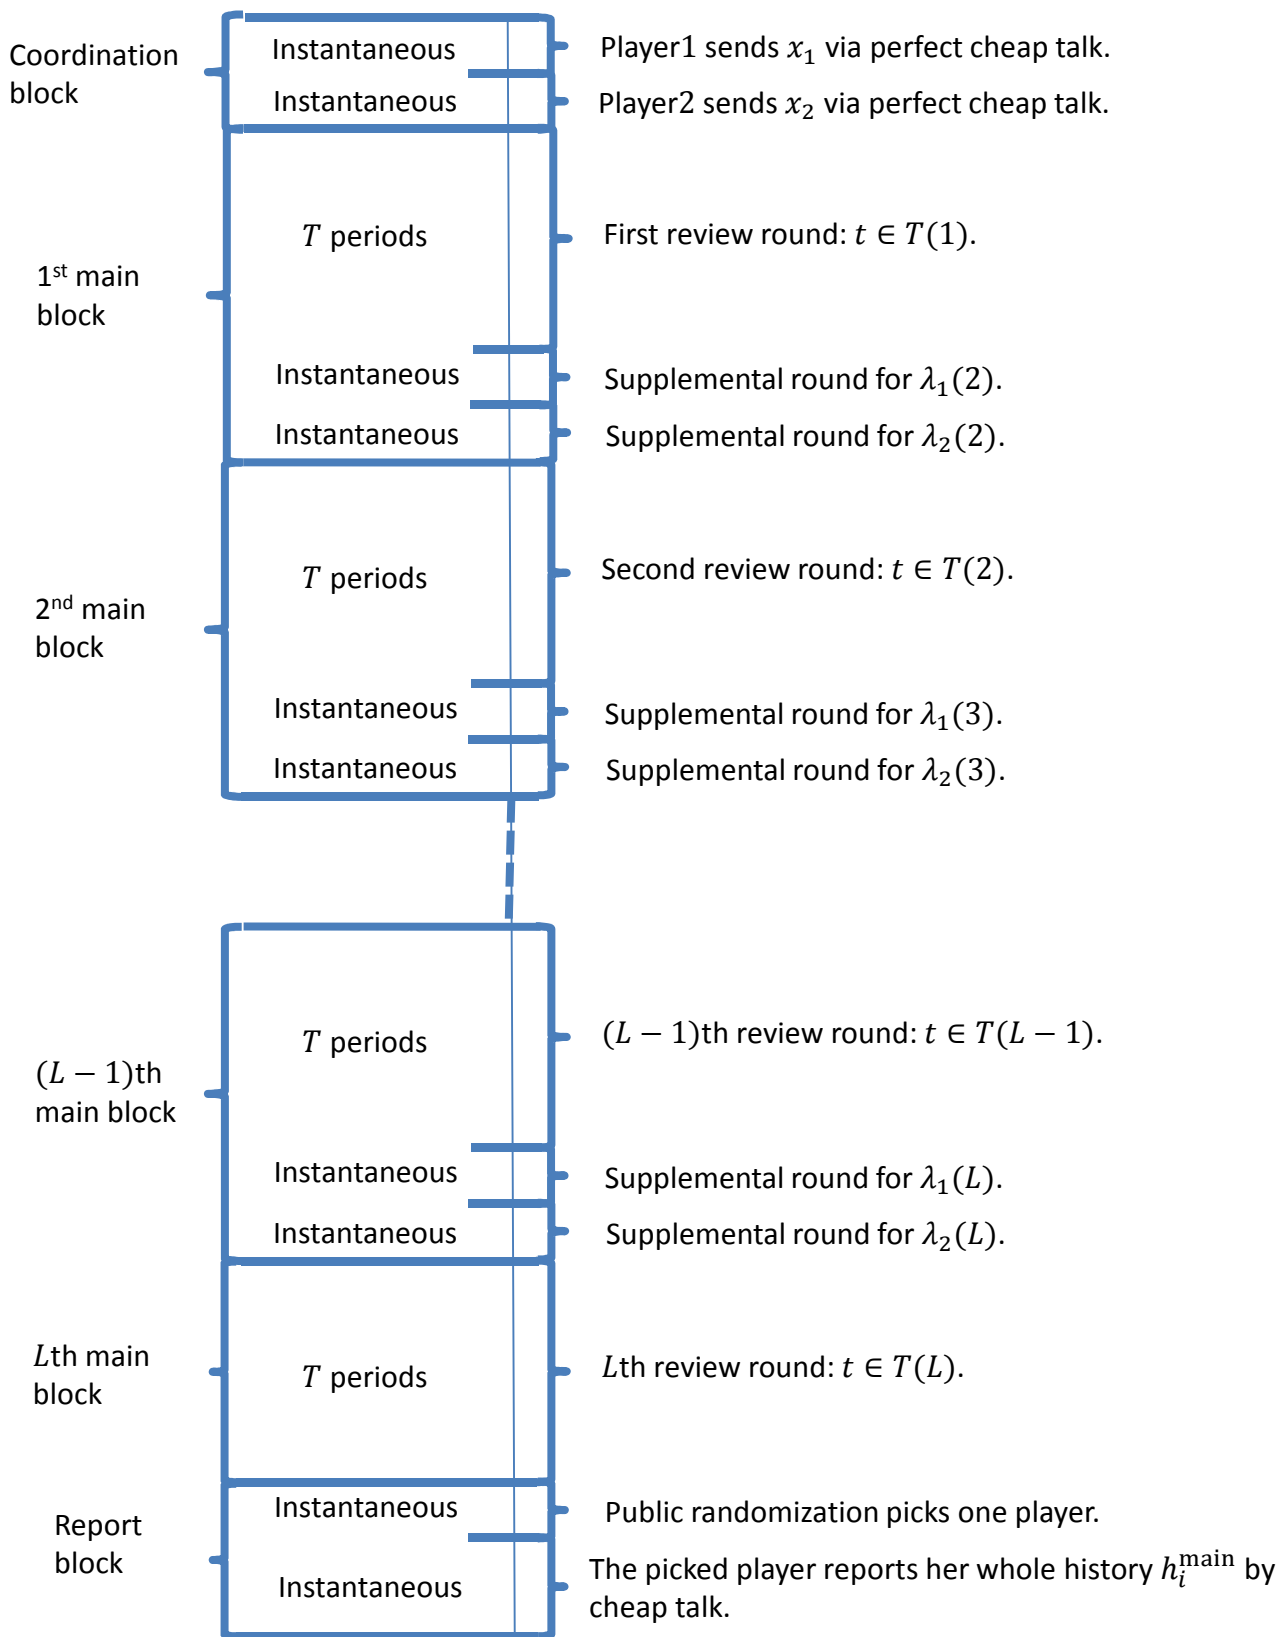 Coordination
block
Instantaneous
Player1 sends x₁ via perfect cheap talk.
Instantaneous
Player2 sends x₂ via perfect cheap talk.
1ˢᵗ main
block
T periods
First review round: t ∈ T(1).
Instantaneous
Supplemental round for λ₁(2).
Instantaneous
Supplemental round for λ₂(2).
2ⁿᵈ main
block
T periods
Second review round: t ∈ T(2).
Instantaneous
Supplemental round for λ₁(3).
Instantaneous
Supplemental round for λ₂(3).
(L − 1)th
main block
T periods
(L − 1)th review round: t ∈ T(L − 1).
Instantaneous
Supplemental round for λ₁(L).
Instantaneous
Supplemental round for λ₂(L).
Lth main
block
T periods
Lth review round: t ∈ T(L).
Report
block
Instantaneous
Public randomization picks one player.
Instantaneous
The picked player reports her whole history h_i^main by
cheap talk.